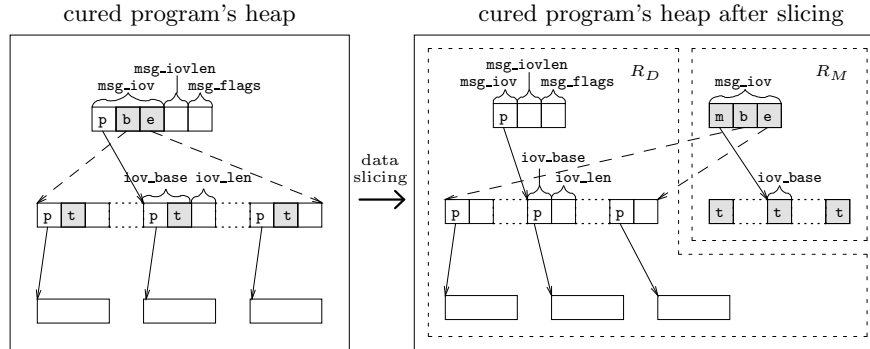 cured program's heap
cured program's heap after slicing
msg_iovlen
msg_iov
msg_flags
p b e
iov_base iov_len
p t
p t
p t
data
slicing
msg_iovlen
msg_iov
msg_flags
R_D
p
iov_base
iov_len
p
p
p
msg_iov
R_M
m b e
iov_base
t
t
t